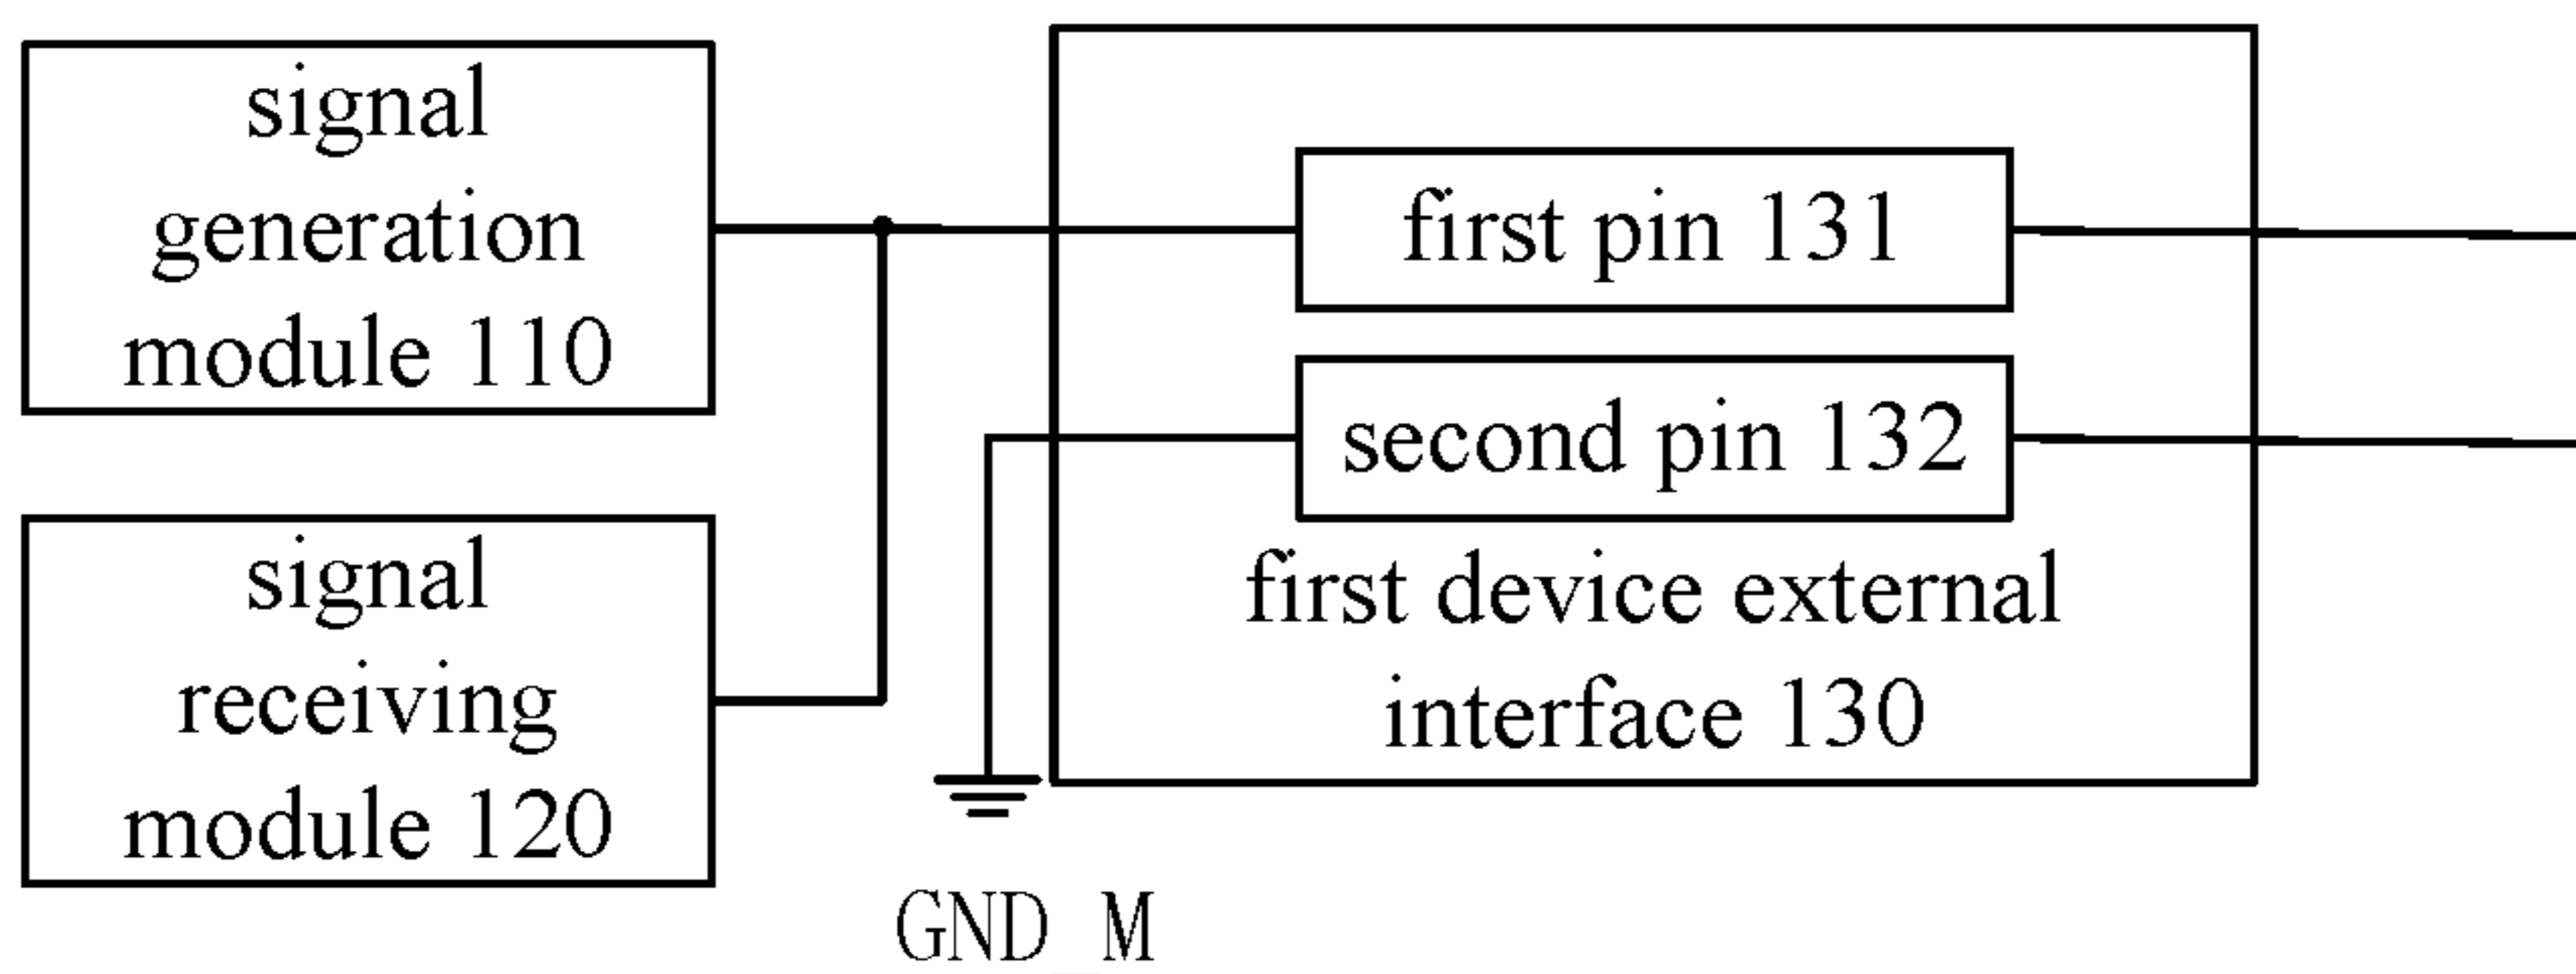 signal
generation
module 110
first pin 131
second pin 132
first device external
interface 130
signal
receiving
module 120
GND_M